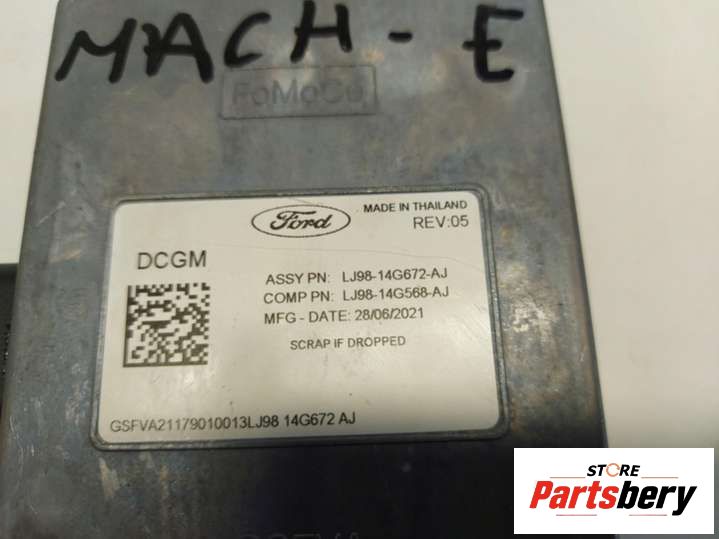 MACH - E
FoMoCo
Ford
MADE IN THAILAND
REV:05
DCGM
ASSY PN: LJ98-14G672-AJ
COMP PN: LJ98-14G568-AJ
MFG - DATE: 28/06/2021
SCRAP IF DROPPED
GSFVA21179010013LJ98 14G672 AJ
STORE
Partsbery